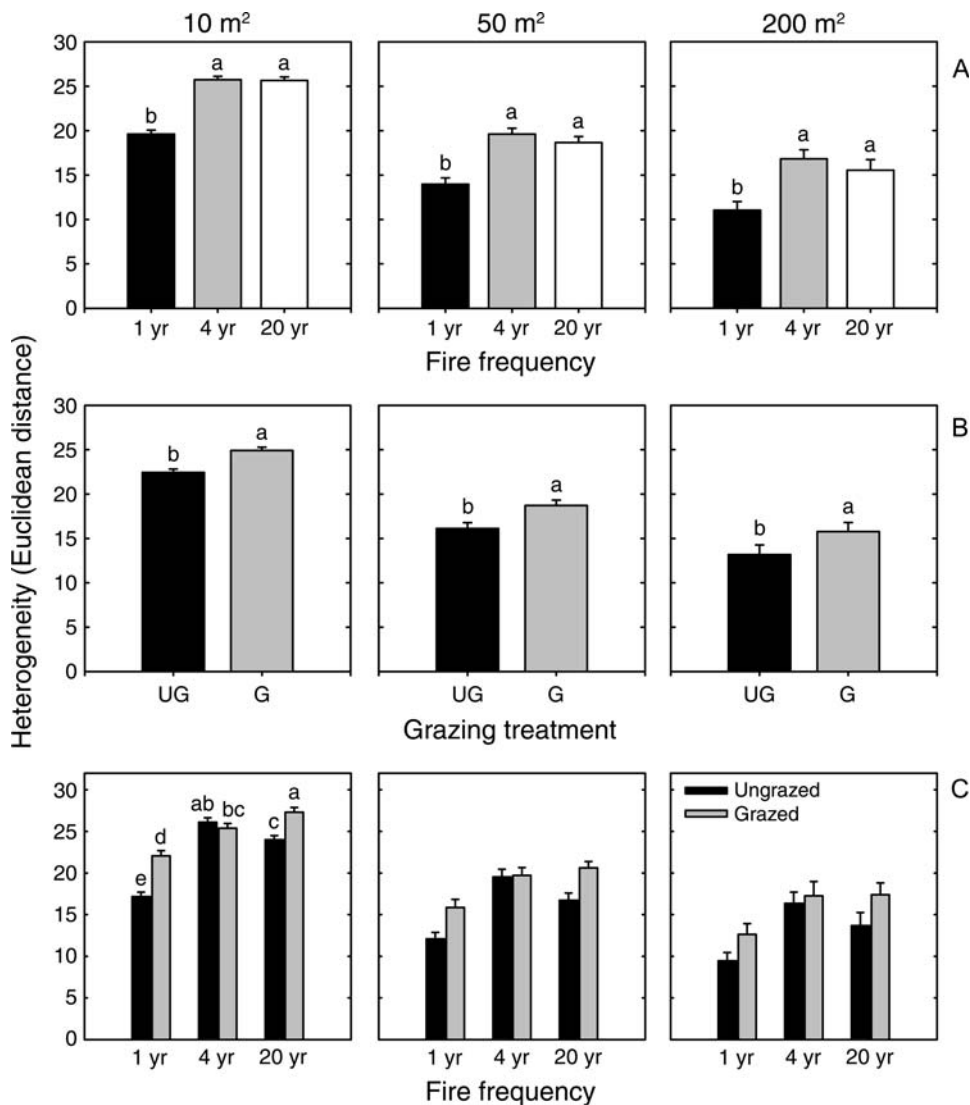 10 m² 50 m² 200 m²
Heterogeneity (Euclidean distance)
A
30
25
20
15
10
5
0
b a a
b a a
b a a
1 yr 4 yr 20 yr 1 yr 4 yr 20 yr 1 yr 4 yr 20 yr
Fire frequency
B
30
25
20
15
10
5
0
b a
b a
b a
UG G UG G UG G
Grazing treatment
C
30
25
20
15
10
5
0
e d ab bc c a
Ungrazed
Grazed
1 yr 4 yr 20 yr 1 yr 4 yr 20 yr 1 yr 4 yr 20 yr
Fire frequency